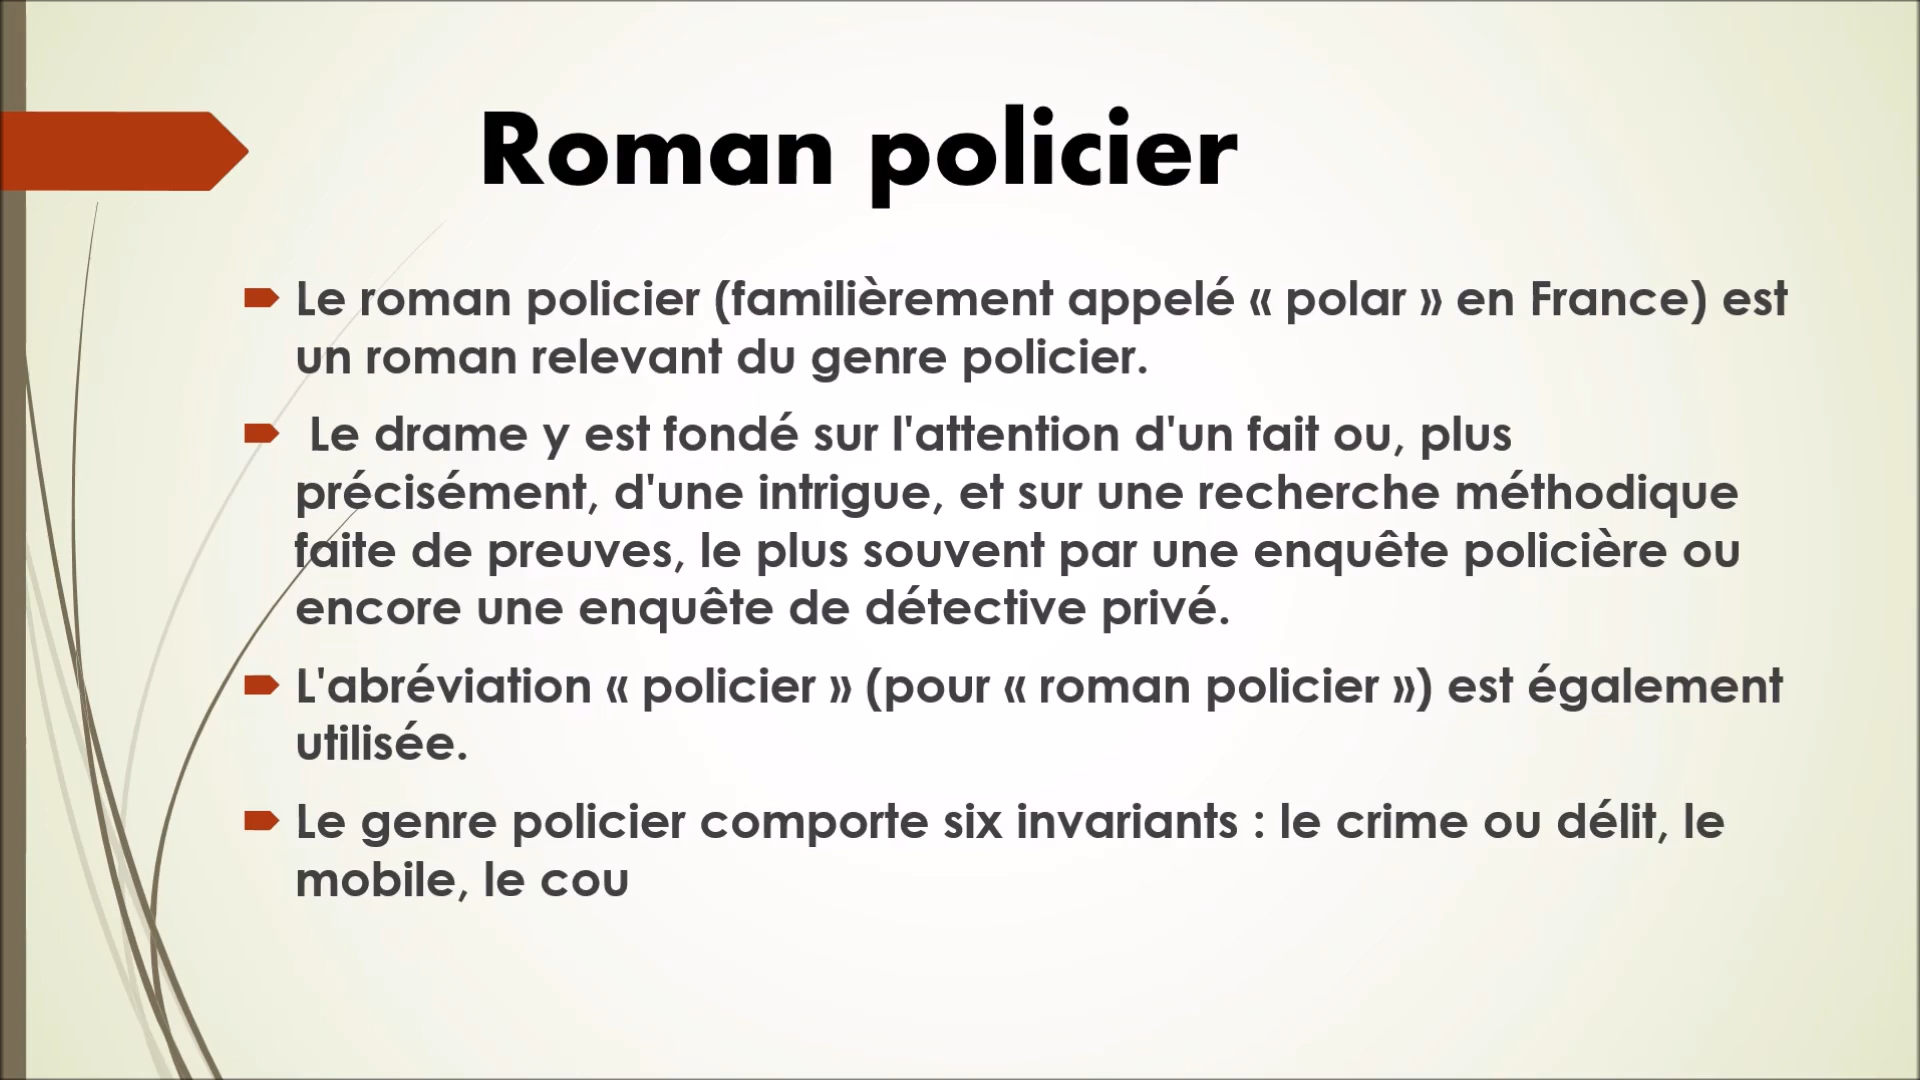 Roman policier
Le roman policier (familièrement appelé « polar » en France) est
un roman relevant du genre policier.
Le drame y est fondé sur l'attention d'un fait ou, plus
précisément, d'une intrigue, et sur une recherche méthodique
faite de preuves, le plus souvent par une enquête policière ou
encore une enquête de détective privé.
L'abréviation « policier » (pour « roman policier ») est également
utilisée.
Le genre policier comporte six invariants : le crime ou délit, le
mobile, le cou